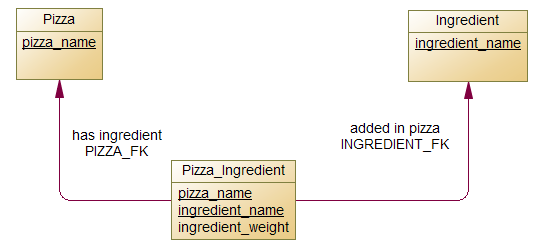 Pizza
pizza_name
Ingredient
ingredient_name
has ingredient
PIZZA_FK
added in pizza
INGREDIENT_FK
Pizza_Ingredient
pizza_name
ingredient_name
ingredient_weight